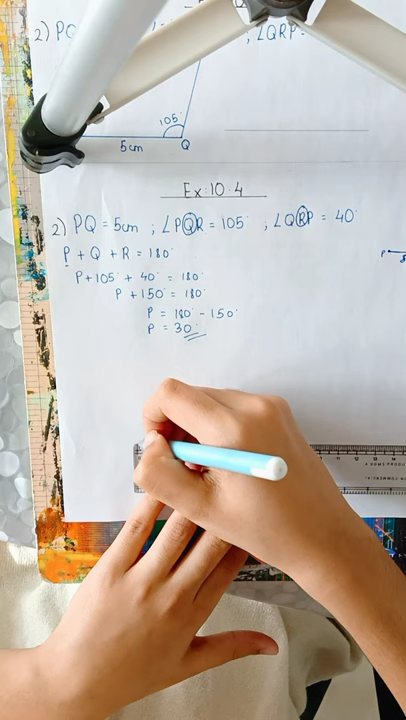 2) PQ ; ∠QRP =
105°
5cm Q
Ex:10.4
2) PQ = 5cm ; ∠PQR = 105° ; ∠QRP = 40°
P + Q + R = 180°
P+105° + 40° = 180°
P + 150° = 180°
P = 180° - 150°
P = 30°
P